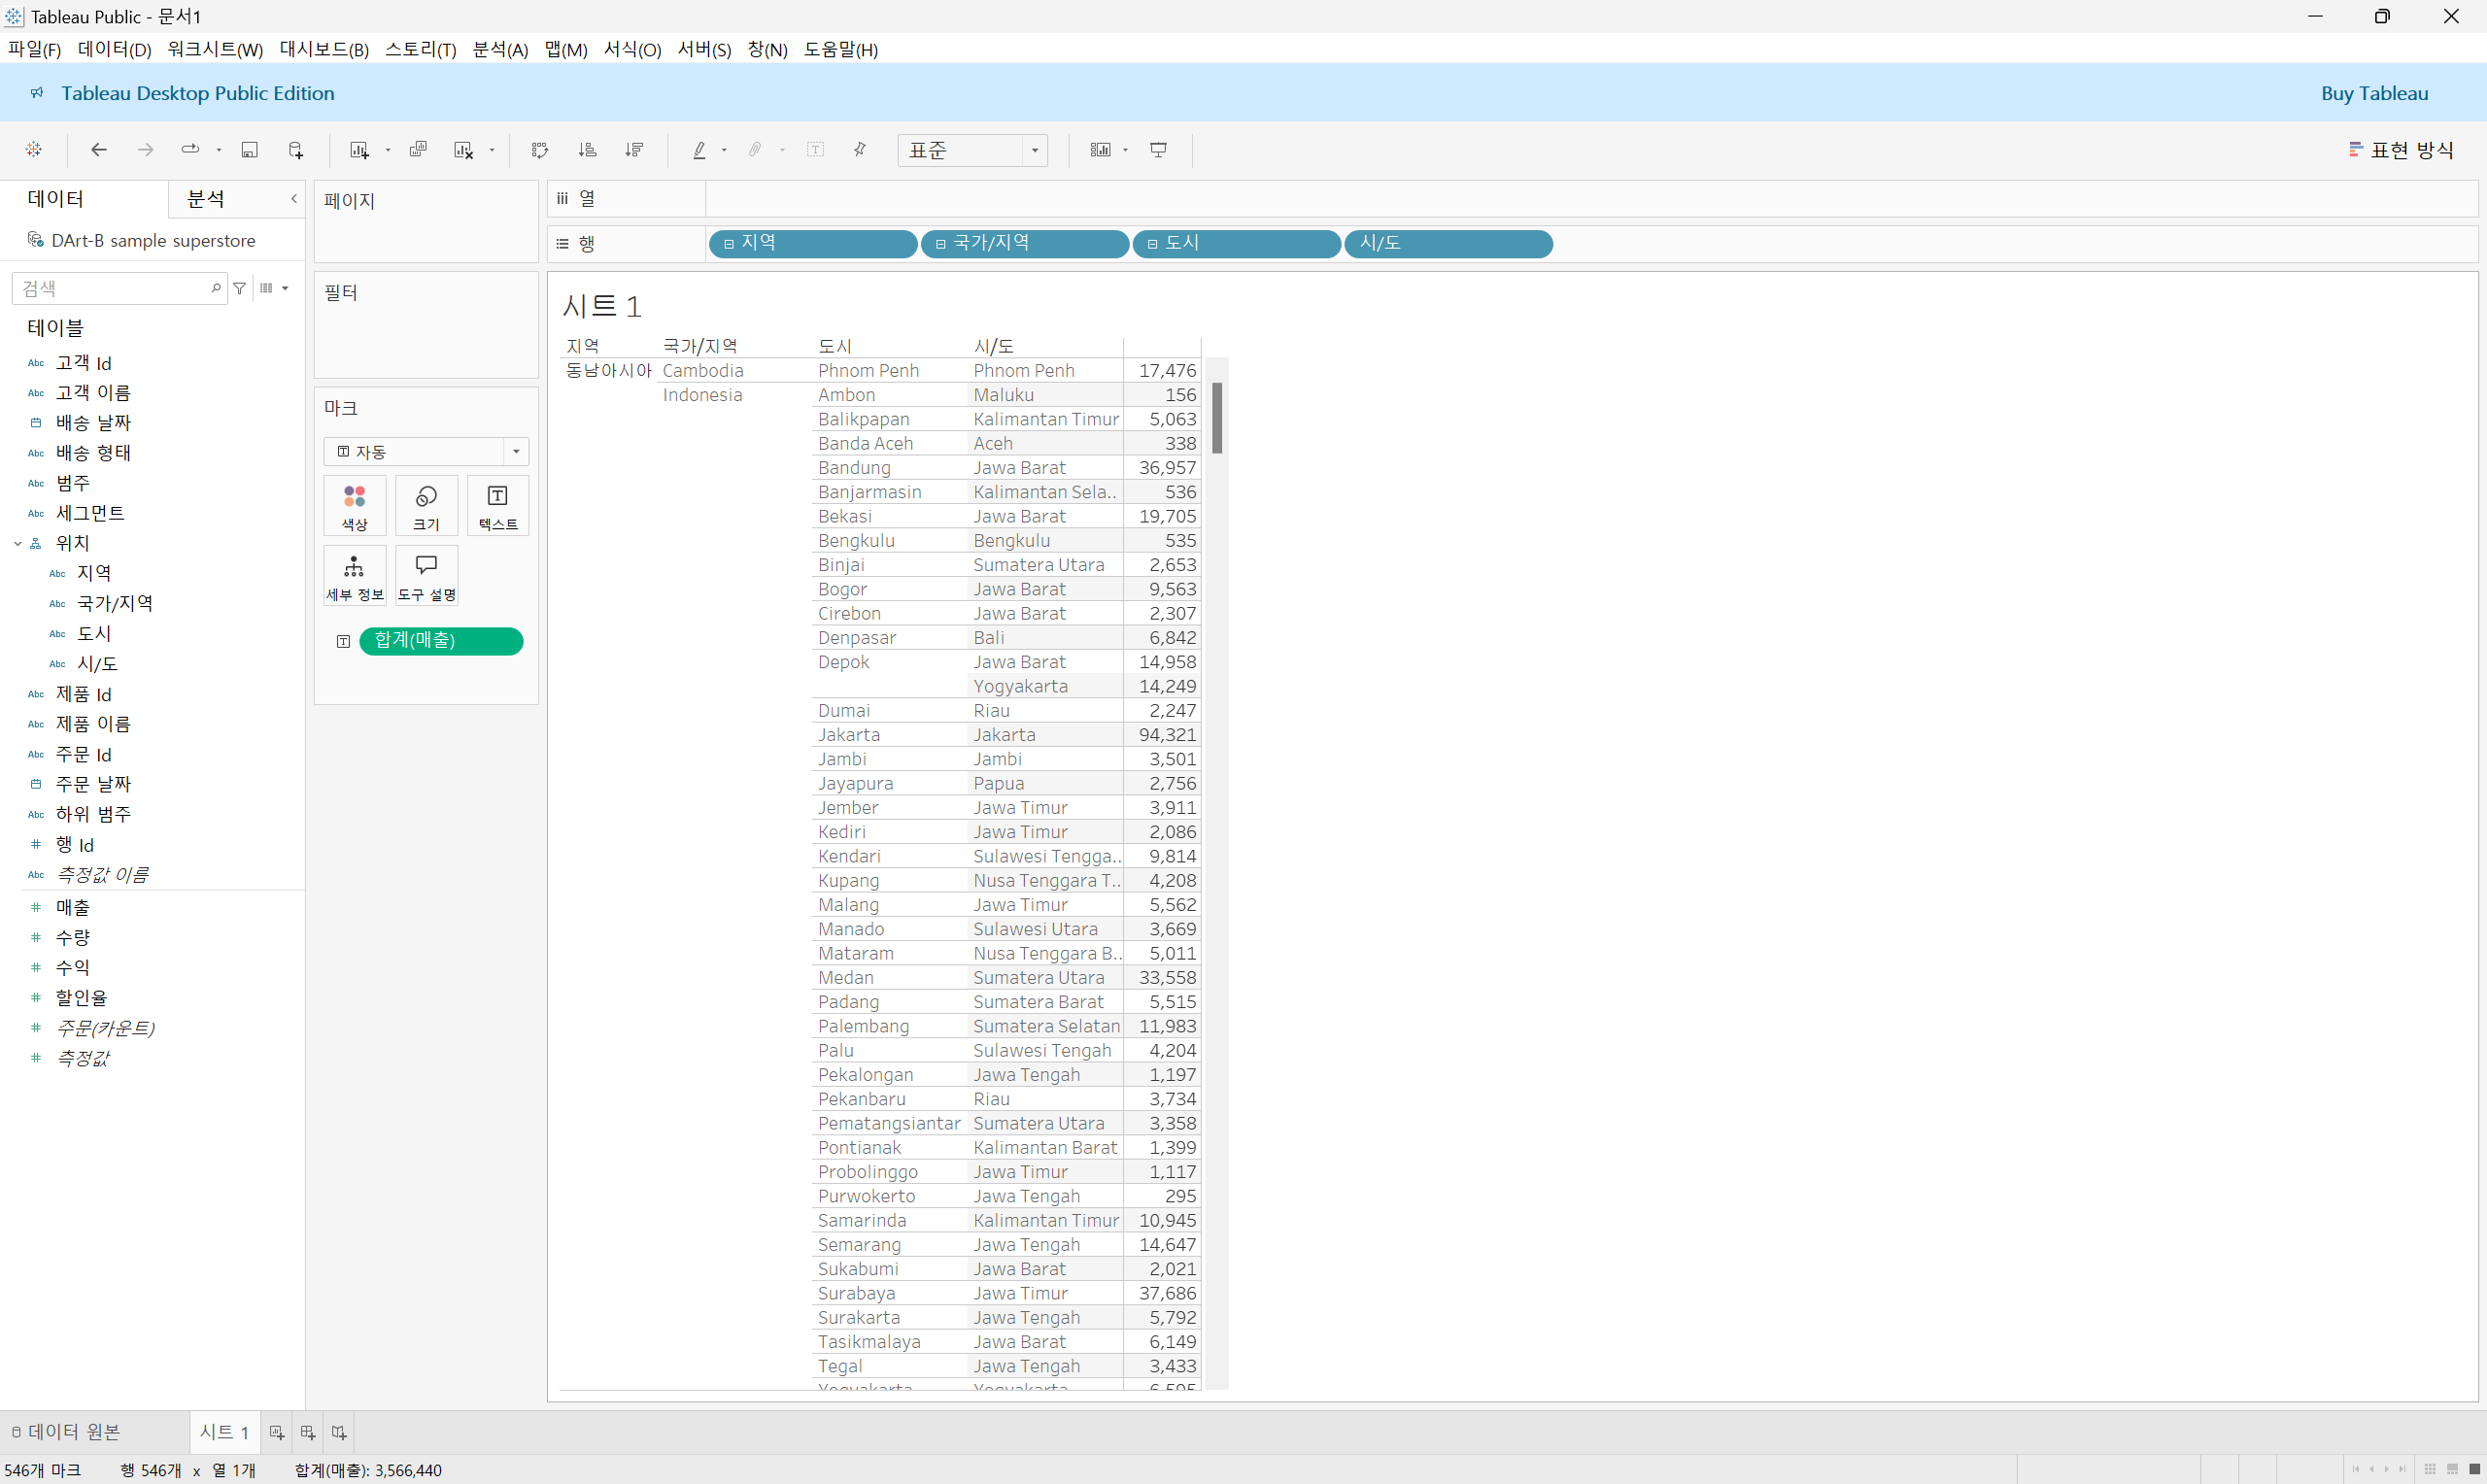 Tableau Public - 문서1
파일(F) 데이터(D) 워크시트(W) 대시보드(B) 스토리(T) 분석(A) 맵(M) 서식(O) 서버(S) 창(N) 도움말(H)
Tableau Desktop Public Edition
Buy Tableau
표준
표현 방식
데이터 분석
DArt-B sample superstore
검색
테이블
Abc 고객 Id
Abc 고객 이름
배송 날짜
Abc 배송 형태
Abc 범주
Abc 세그먼트
위치
Abc 지역
Abc 국가/지역
Abc 도시
Abc 시/도
Abc 제품 Id
Abc 제품 이름
Abc 주문 Id
주문 날짜
Abc 하위 범주
# 행 Id
Abc 측정값 이름
# 매출
# 수량
# 수익
# 할인율
# 주문(카운트)
# 측정값
페이지
필터
마크
자동
색상 크기 텍스트
세부 정보 도구 설명
합계(매출)
열
행 지역 국가/지역 도시 시/도
시트 1
지역 국가/지역 도시 시/도
동남아시아 Cambodia Phnom Penh Phnom Penh 17,476
Indonesia Ambon Maluku 156
Balikpapan Kalimantan Timur 5,063
Banda Aceh Aceh 338
Bandung Jawa Barat 36,957
Banjarmasin Kalimantan Sela.. 536
Bekasi Jawa Barat 19,705
Bengkulu Bengkulu 535
Binjai Sumatera Utara 2,653
Bogor Jawa Barat 9,563
Cirebon Jawa Barat 2,307
Denpasar Bali 6,842
Depok Jawa Barat 14,958
Yogyakarta 14,249
Dumai Riau 2,247
Jakarta Jakarta 94,321
Jambi Jambi 3,501
Jayapura Papua 2,756
Jember Jawa Timur 3,911
Kediri Jawa Timur 2,086
Kendari Sulawesi Tengga.. 9,814
Kupang Nusa Tenggara T.. 4,208
Malang Jawa Timur 5,562
Manado Sulawesi Utara 3,669
Mataram Nusa Tenggara B.. 5,011
Medan Sumatera Utara 33,558
Padang Sumatera Barat 5,515
Palembang Sumatera Selatan 11,983
Palu Sulawesi Tengah 4,204
Pekalongan Jawa Tengah 1,197
Pekanbaru Riau 3,734
Pematangsiantar Sumatera Utara 3,358
Pontianak Kalimantan Barat 1,399
Probolinggo Jawa Timur 1,117
Purwokerto Jawa Tengah 295
Samarinda Kalimantan Timur 10,945
Semarang Jawa Tengah 14,647
Sukabumi Jawa Barat 2,021
Surabaya Jawa Timur 37,686
Surakarta Jawa Tengah 5,792
Tasikmalaya Jawa Barat 6,149
Tegal Jawa Tengah 3,433
Yogyakarta Yogyakarta 6,595
데이터 원본 시트 1
546개 마크 행 546개 x 열 1개 합계(매출): 3,566,440